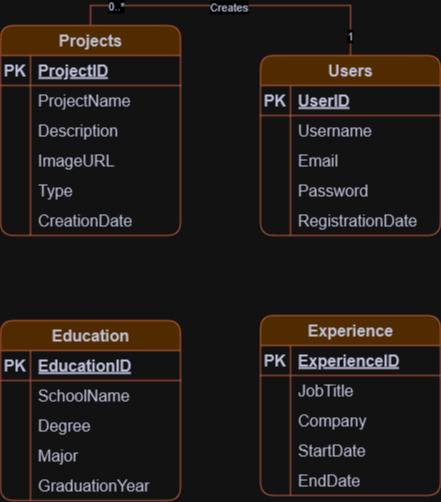 0..* Creates
1
Projects
PK ProjectID
ProjectName
Description
ImageURL
Type
CreationDate
Users
PK UserID
Username
Email
Password
RegistrationDate
Education
PK EducationID
SchoolName
Degree
Major
GraduationYear
Experience
PK ExperienceID
JobTitle
Company
StartDate
EndDate